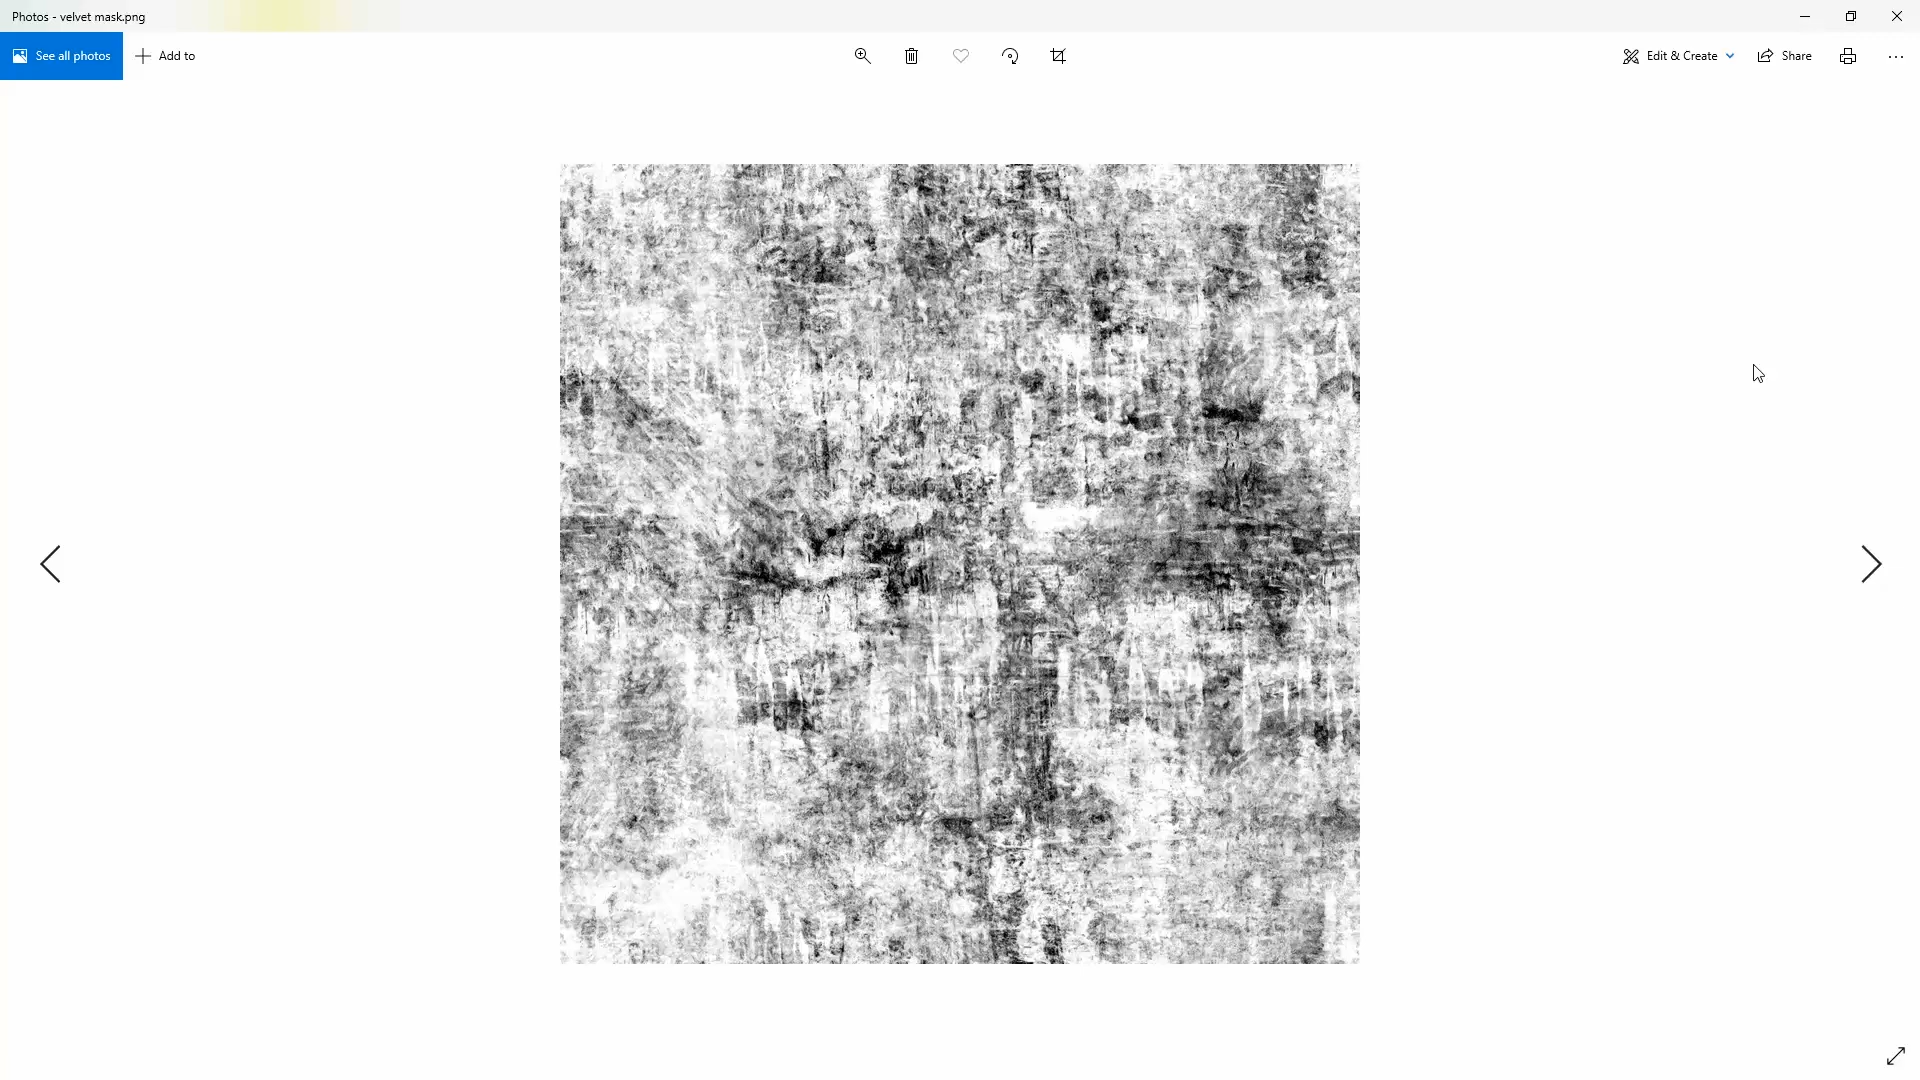 Photos - velvet mask.png
See all photos
Add to
Edit & Create
Share